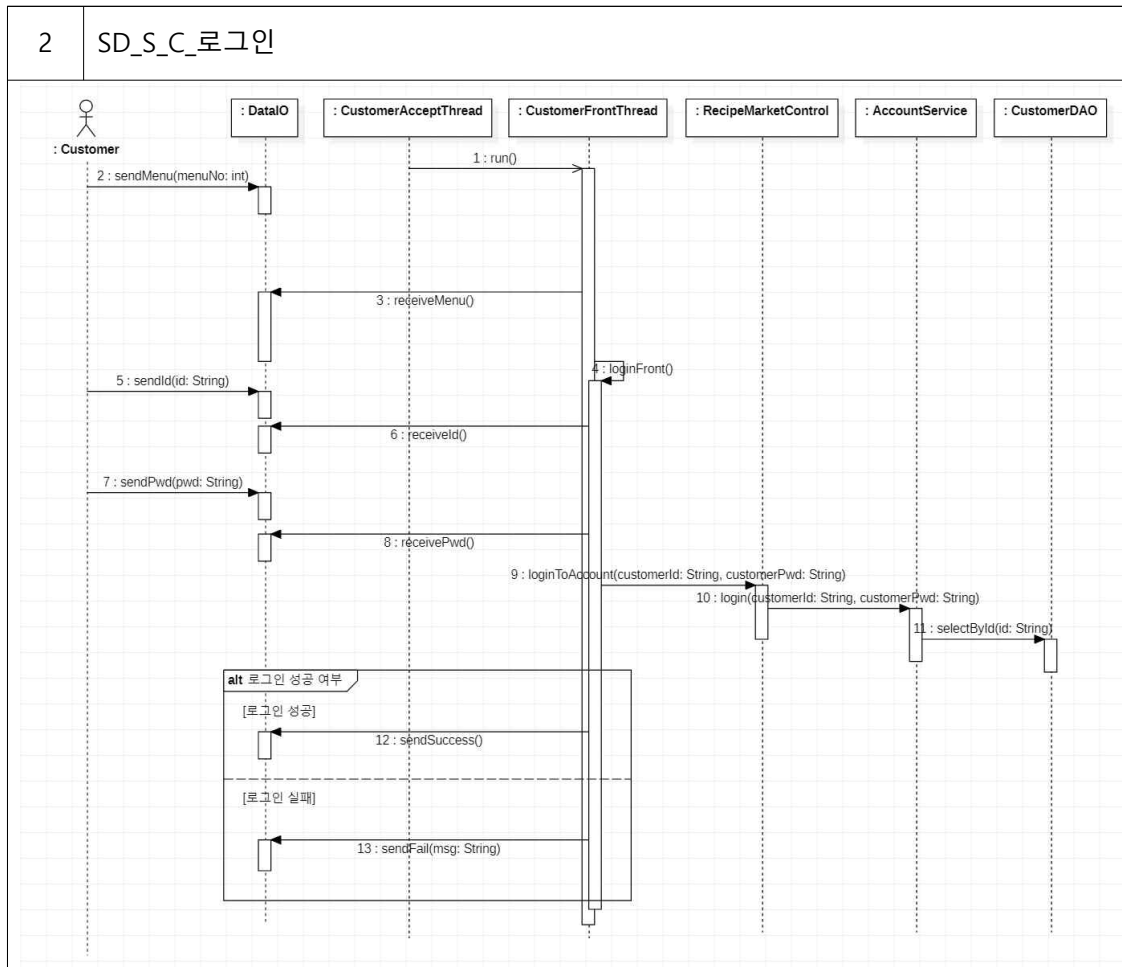 2
SD_S_C_로그인
: Customer
: DataIO
: CustomerAcceptThread
: CustomerFrontThread
: RecipeMarketControl
: AccountService
: CustomerDAO
1 : run()
2 : sendMenu(menuNo: int)
3 : receiveMenu()
4 : loginFront()
5 : sendId(id: String)
6 : receiveId()
7 : sendPwd(pwd: String)
8 : receivePwd()
9 : loginToAccount(customerId: String, customerPwd: String)
10 : login(customerId: String, customerPwd: String)
11 : selectById(id: String)
alt 로그인 성공 여부
[로그인 성공]
12 : sendSuccess()
[로그인 실패]
13 : sendFail(msg: String)